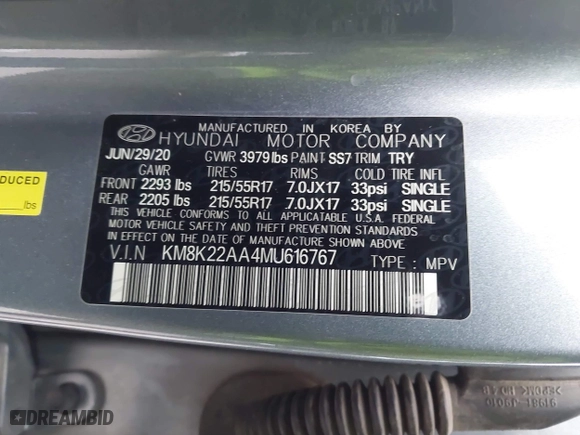 MANUFACTURED IN KOREA BY
HYUNDAI MOTOR COMPANY
JUN/29/20 GVWR 3979 lbs PAINT SS7 TRIM TRY
GAWR TIRES RIMS COLD TIRE INFL
FRONT 2293 lbs 215/55R17 7.0JX17 33psi SINGLE
REAR 2205 lbs 215/55R17 7.0JX17 33psi SINGLE
THIS VEHICLE CONFORMS TO ALL APPLICABLE U.S.A. FEDERAL
MOTOR VEHICLE SAFETY AND THEFT PREVENTION STANDARDS
IN EFFECT ON THE DATE OF MANUFACTURE SHOWN ABOVE.
V.I.N KM8K22AA4MU616767 TYPE : MPV
DUCED
lbs
DREAMBID